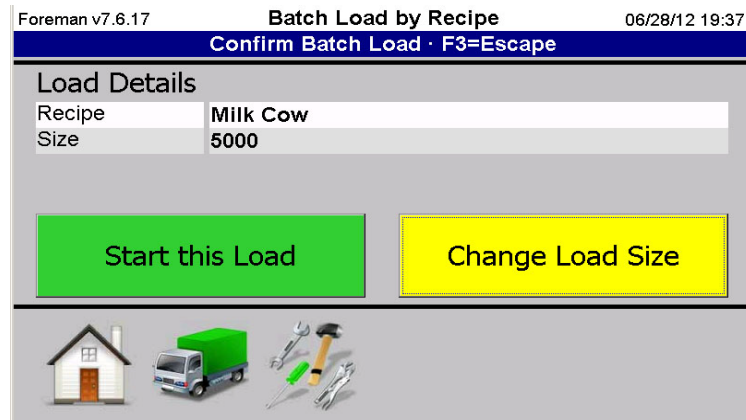 Foreman v7.6.17 Batch Load by Recipe 06/28/12 19:37
Confirm Batch Load · F3=Escape
Load Details
Recipe Milk Cow
Size 5000
Start this Load Change Load Size